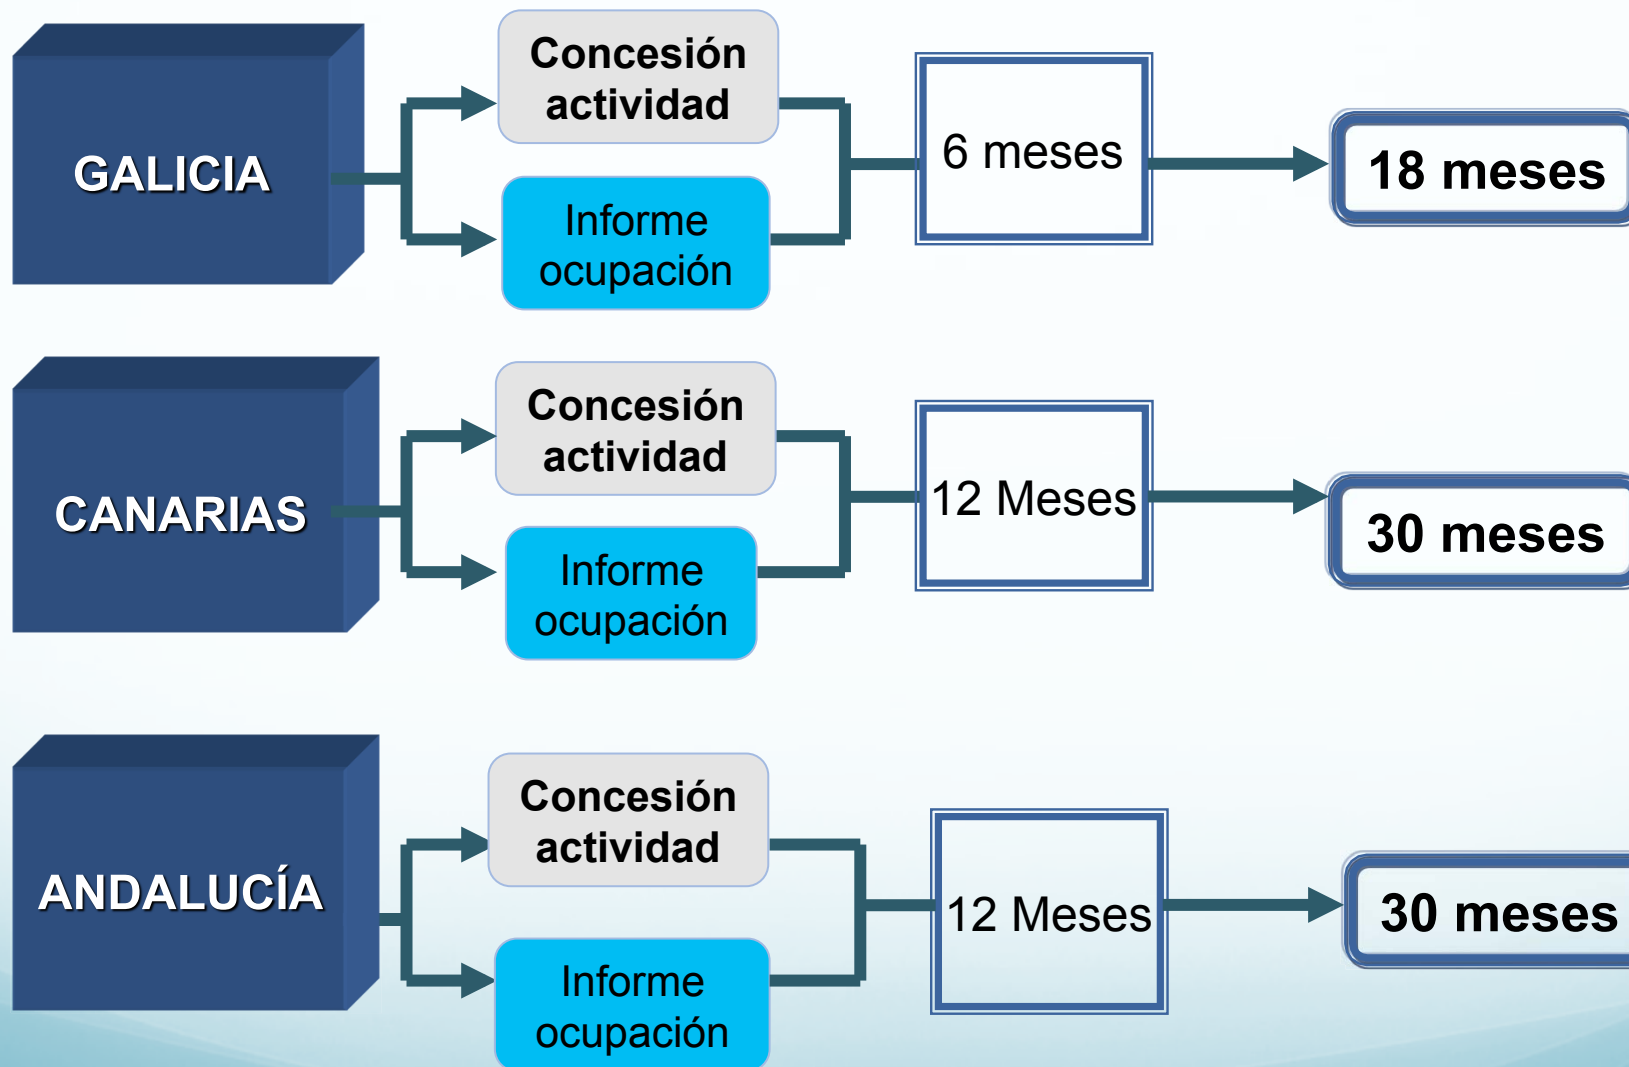 GALICIA
Concesión
actividad
Informe
ocupación
6 meses
18 meses
CANARIAS
Concesión
actividad
Informe
ocupación
12 Meses
30 meses
ANDALUCÍA
Concesión
actividad
Informe
ocupación
12 Meses
30 meses